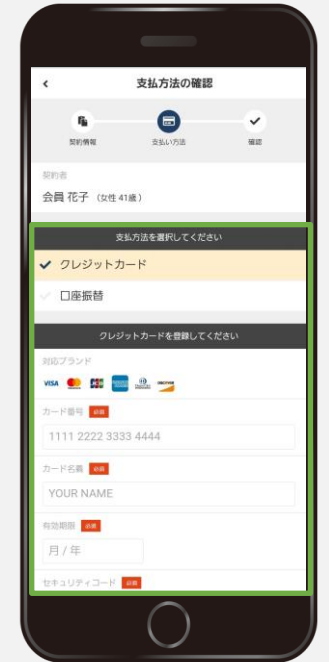 支払方法の確認
契約情報
支払い方法
確認
契約者
会員 花子 (女性 41歳)
支払方法を選択してください
クレジットカード
口座振替
クレジットカードを登録してください
対応ブランド
VISA JCB
カード番号 必須
1111 2222 3333 4444
カード名義 必須
YOUR NAME
有効期限 必須
月 / 年
セキュリティコード 必須